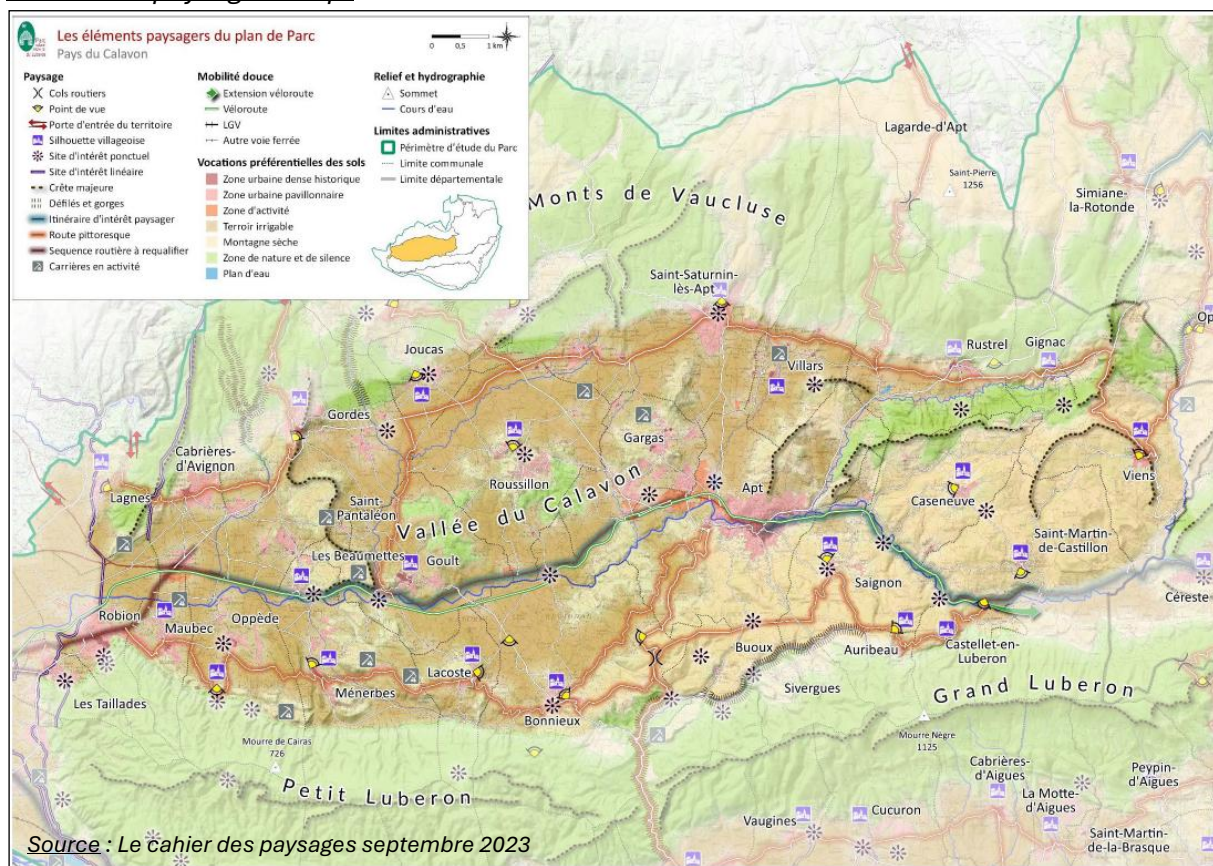 Les éléments paysagers du plan de Parc
Pays du Calavon
0 0,5 1 km
Paysage
Cols routiers
Point de vue
Porte d'entrée du territoire
Silhouette villageoise
Site d'intérêt ponctuel
Site d'intérêt linéaire
Crête majeure
Défilés et gorges
Itinéraire d'intérêt paysager
Route pittoresque
Séquence routière à requalifier
Carrières en activité
Mobilité douce
Extension véloroute
Véloroute
LGV
Autre voie ferrée
Vocations préférentielles des sols
Zone urbaine dense historique
Zone urbaine pavillonnaire
Zone d'activité
Terroir irrigable
Montagne sèche
Zone de nature et de silence
Plan d'eau
Relief et hydrographie
Sommet
Cours d'eau
Limites administratives
Périmètre d'étude du Parc
Limite communale
Limite départementale
Lagarde-d'Apt
Saint-Pierre
1256
Simiane-
la-Rotonde
Monts de Vaucluse
Saint-Saturnin-
lès-Apt
Op
Joucas
Rustrel
Gignac
Villars
Gordes
Gargas
Cabrières-
d'Avignon
Roussillon
Viens
Lagnes
Saint-
Pantaléon
Vallée du Calavon
Apt
Caseneuve
Saint-Martin-
de-Castillon
Les Beaumettes
Goult
Saignon
Céreste
Robion
Maubec
Oppède
Buoux
Auribeau
Castellet-en-
Luberon
Lacoste
Ménerbes
Sivergues
Les Taillades
Bonnieux
Grand Luberon
Mourre de Cairas
726
Mourre Nègre
1125
Petit Luberon
Cabrières-
d'Aigues
Peypin-
d'Aigues
La Motte-
d'Aigues
Vaugines
Cucuron
Saint-Martin-
de-la-Brasque
Source : Le cahier des paysages septembre 2023